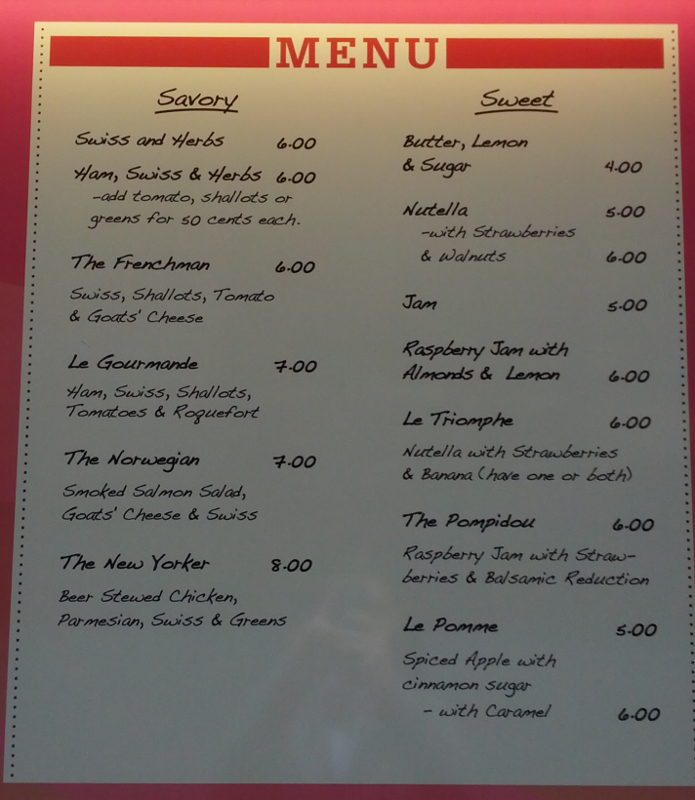 MENU
Savory
Swiss and Herbs 6.00
Ham, Swiss & Herbs 6.00
-add tomato, shallots or
greens for 50 cents each.
The Frenchman 6.00
Swiss, Shallots, Tomato
& Goats' Cheese
Le Gourmande 7.00
Ham, Swiss, Shallots,
Tomatoes & Roquefort
The Norwegian 7.00
Smoked Salmon Salad,
Goats' Cheese & Swiss
The New Yorker 8.00
Beer Stewed Chicken,
Parmesian, Swiss & Greens
Sweet
Butter, Lemon
& Sugar 4.00
Nutella 5.00
-with Strawberries
& Walnuts 6.00
Jam 5.00
Raspberry Jam with
Almonds & Lemon 6.00
Le Triomphe 6.00
Nutella with Strawberries
& Banana (have one or both)
The Pompidou 6.00
Raspberry Jam with Straw-
berries & Balsamic Reduction
Le Pomme 5.00
Spiced Apple with
cinnamon sugar
- with Caramel 6.00